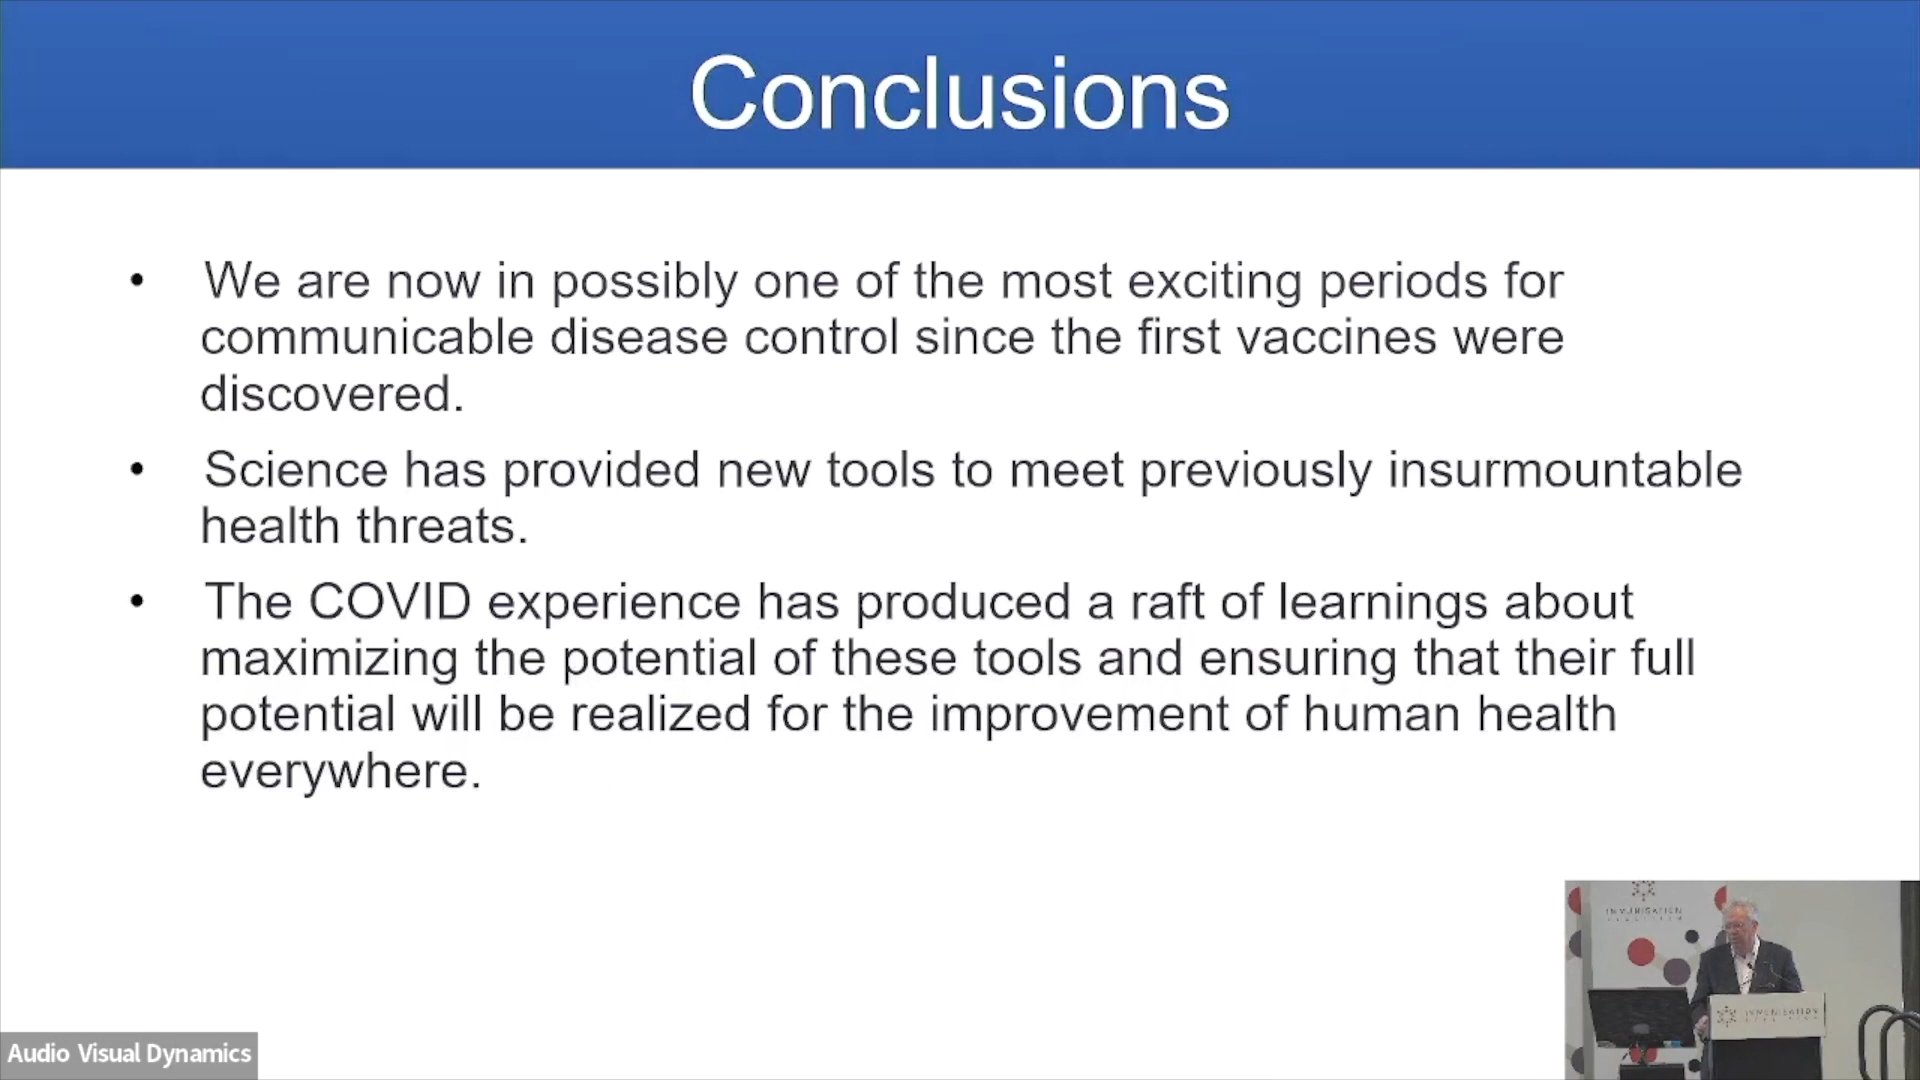 Conclusions
• We are now in possibly one of the most exciting periods for
communicable disease control since the first vaccines were
discovered.
• Science has provided new tools to meet previously insurmountable
health threats.
• The COVID experience has produced a raft of learnings about
maximizing the potential of these tools and ensuring that their full
potential will be realized for the improvement of human health
everywhere.
IMMUNISATION
IMMUNISATION
Audio Visual Dynamics